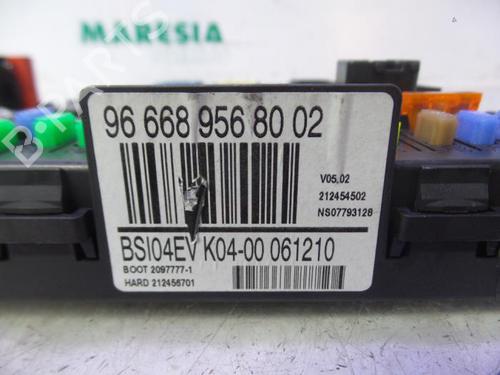 MARESIA
B-PARTS
96 668 956 80 02
V05.02
212454502
NS07793128
BSI04EV K04-00 061210
BOOT 2097777-1
HARD 212456701